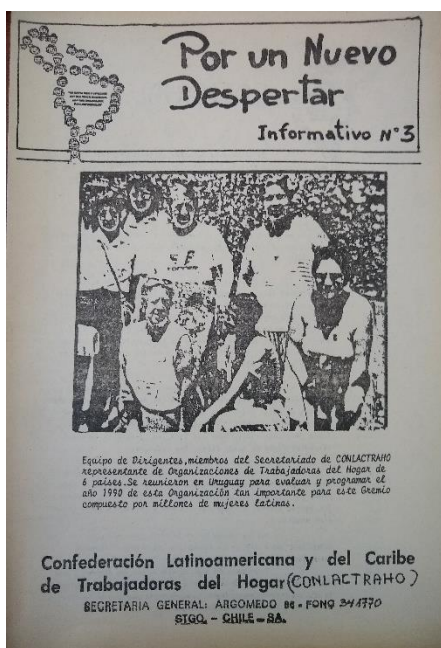 Por un Nuevo
Despertar
Informativo N°3
Equipo de Dirigentes,miembros del Secretariado de CONLACTRAHO
representante de Organizaciones de Trabajadoras del Hogar de
6 paises.Se reunieron en Uruguay para evaluar y programar el
año 1990 de esta Organización tan importante para este Gremio
compuesto por millones de mujeres latinas.
Confederación Latinoamericana y del Caribe
de Trabajadoras del Hogar(CONLACTRAHO)
SECRETARIA GENERAL: ARGOMEDO - FONO 341770
STGO. - CHILE - SA.